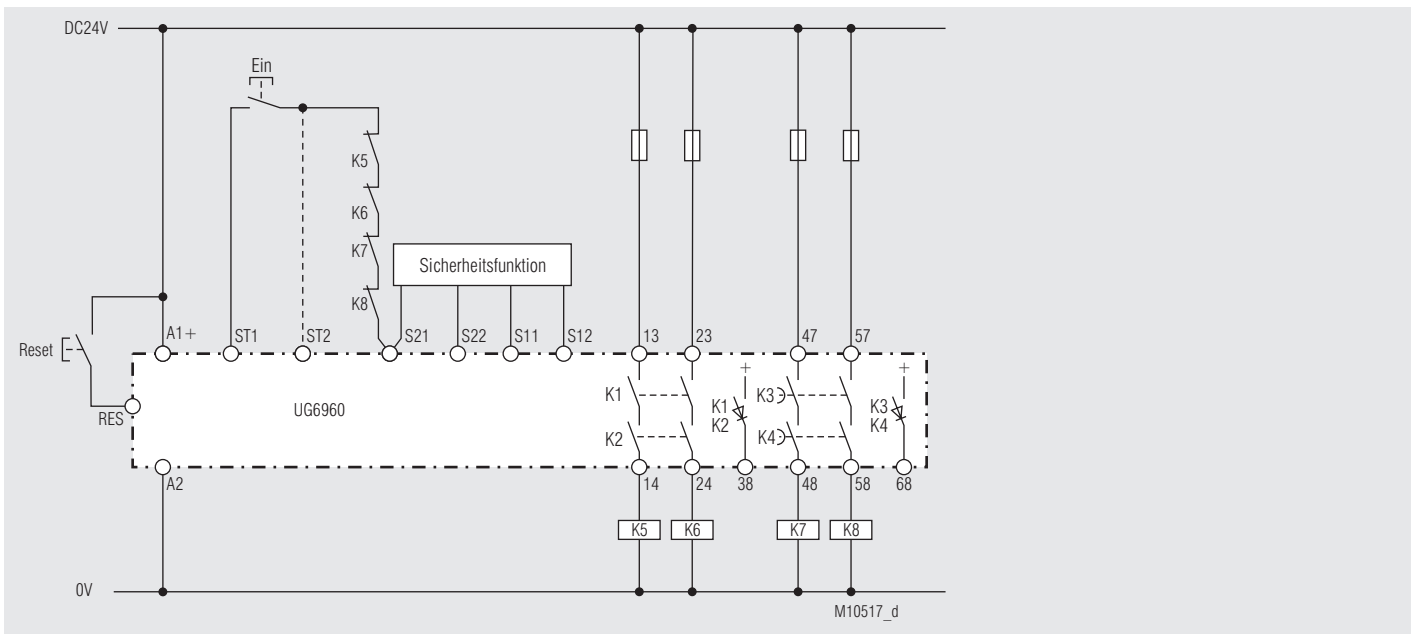 DC24V
Ein
K5
K6
K7
K8
Sicherheitsfunktion
A1+ ST1 ST2 S21 S22 S11 S12 13 23 47 57
Reset
RES
UG6960
K1
K2
K1
K2
K3
K4
K3
K4
+
+
A2 14 24 38 48 58 68
K5 K6 K7 K8
0V
M10517_d